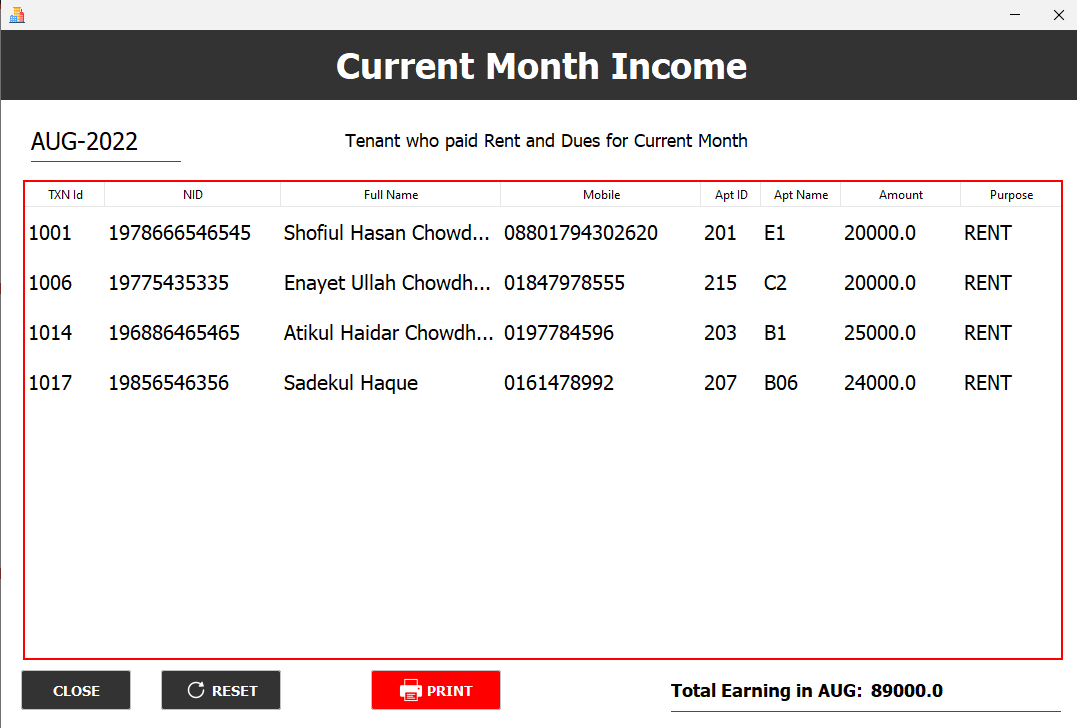 Current Month Income
AUG-2022
Tenant who paid Rent and Dues for Current Month
TXN Id NID Full Name Mobile Apt ID Apt Name Amount Purpose
1001 1978666546545 Shofiul Hasan Chowd... 08801794302620 201 E1 20000.0 RENT
1006 19775435335 Enayet Ullah Chowdh... 01847978555 215 C2 20000.0 RENT
1014 196886465465 Atikul Haidar Chowdh... 0197784596 203 B1 25000.0 RENT
1017 19856546356 Sadekul Haque 0161478992 207 B06 24000.0 RENT
CLOSE RESET PRINT Total Earning in AUG: 89000.0